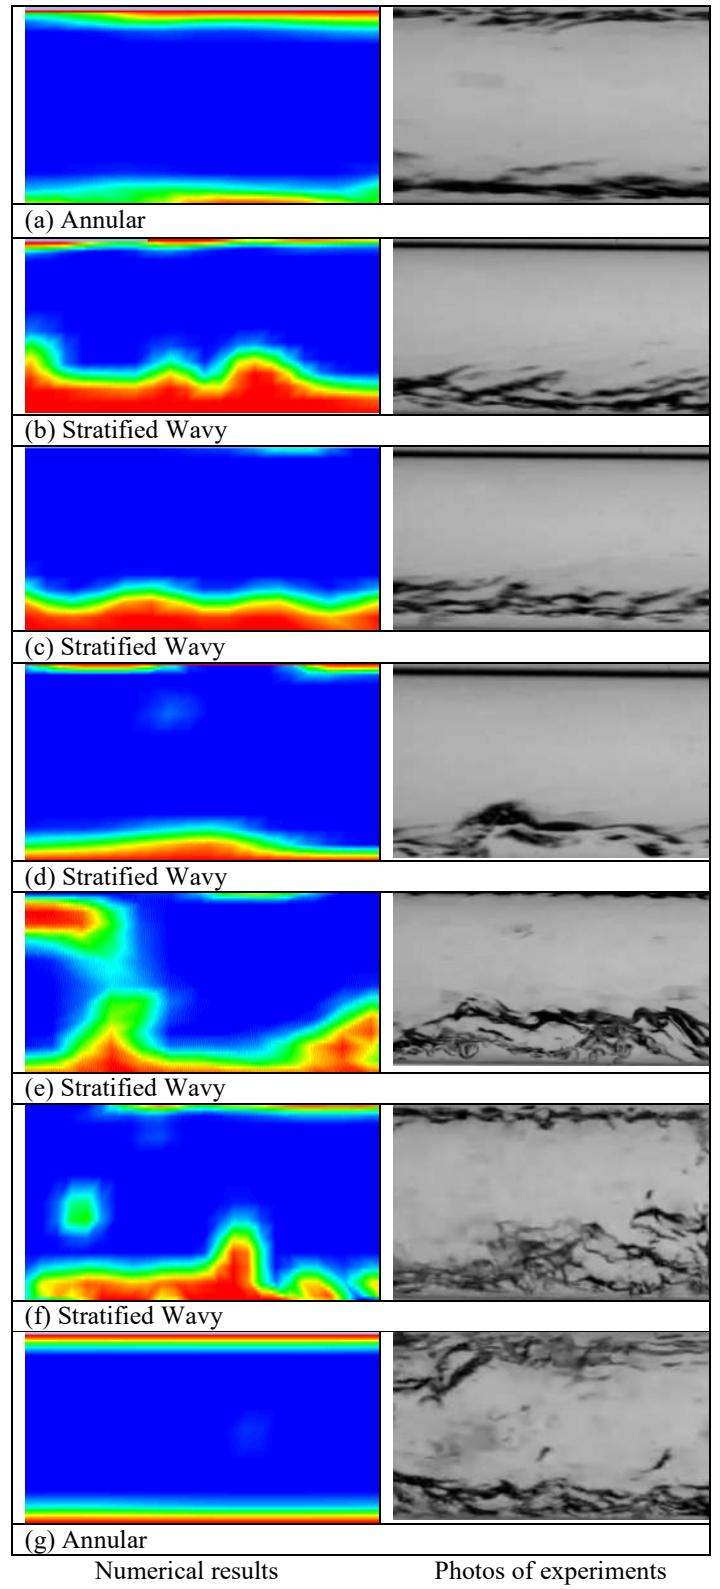 (a) Annular
(b) Stratified Wavy
(c) Stratified Wavy
(d) Stratified Wavy
(e) Stratified Wavy
(f) Stratified Wavy
(g) Annular
Numerical results Photos of experiments